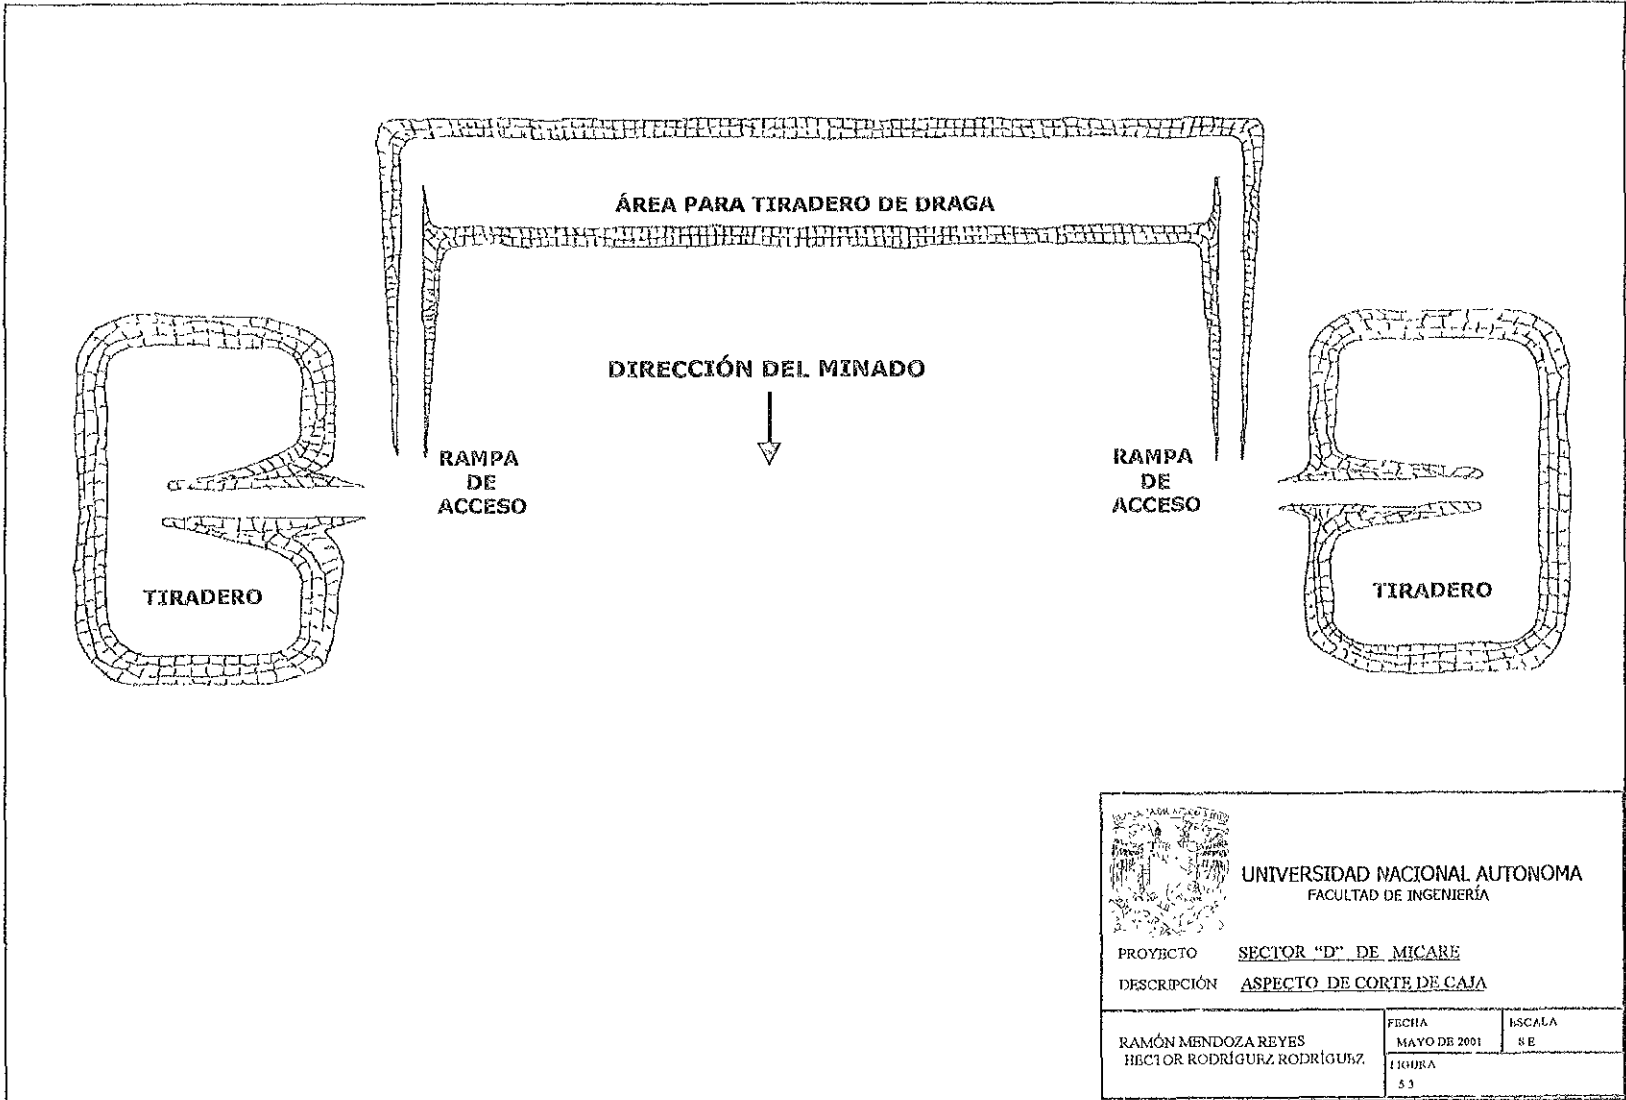 ÁREA PARA TIRADERO DE DRAGA
DIRECCIÓN DEL MINADO
RAMPA
DE
ACCESO
RAMPA
DE
ACCESO
TIRADERO
TIRADERO
UNIVERSIDAD NACIONAL AUTONOMA
FACULTAD DE INGENIERÍA
PROYECTO SECTOR "D" DE MICARE
DESCRIPCIÓN ASPECTO DE CORTE DE CAJA
RAMÓN MENDOZA REYES
HECTOR RODRÍGUEZ RODRÍGUEZ
FECHA
MAYO DE 2001
ESCALA
S E
FIGURA
5 3